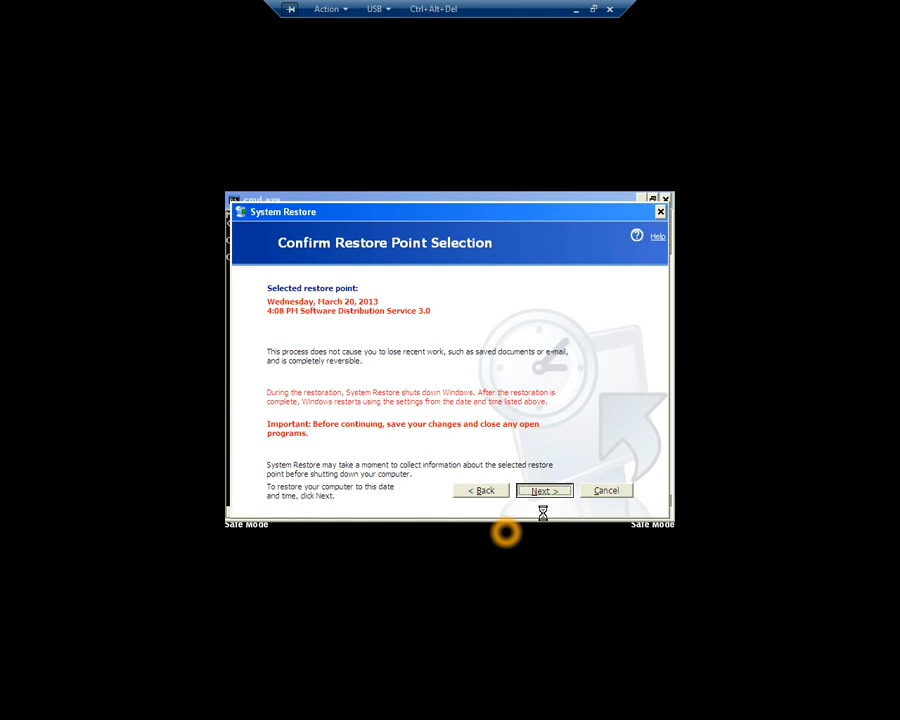 Action USB Ctrl+Alt+Del
cmd.exe
System Restore
Confirm Restore Point Selection
Help
Selected restore point:
Wednesday, March 20, 2013
4:08 PM Software Distribution Service 3.0
This process does not cause you to lose recent work, such as saved documents or e-mail,
and is completely reversible.
During the restoration, System Restore shuts down Windows. After the restoration is
complete, Windows restarts using the settings from the date and time listed above.
Important: Before continuing, save your changes and close any open
programs.
System Restore may take a moment to collect information about the selected restore
point before shutting down your computer.
To restore your computer to this date
and time, click Next.
< Back Next > Cancel
Safe Mode Safe Mode